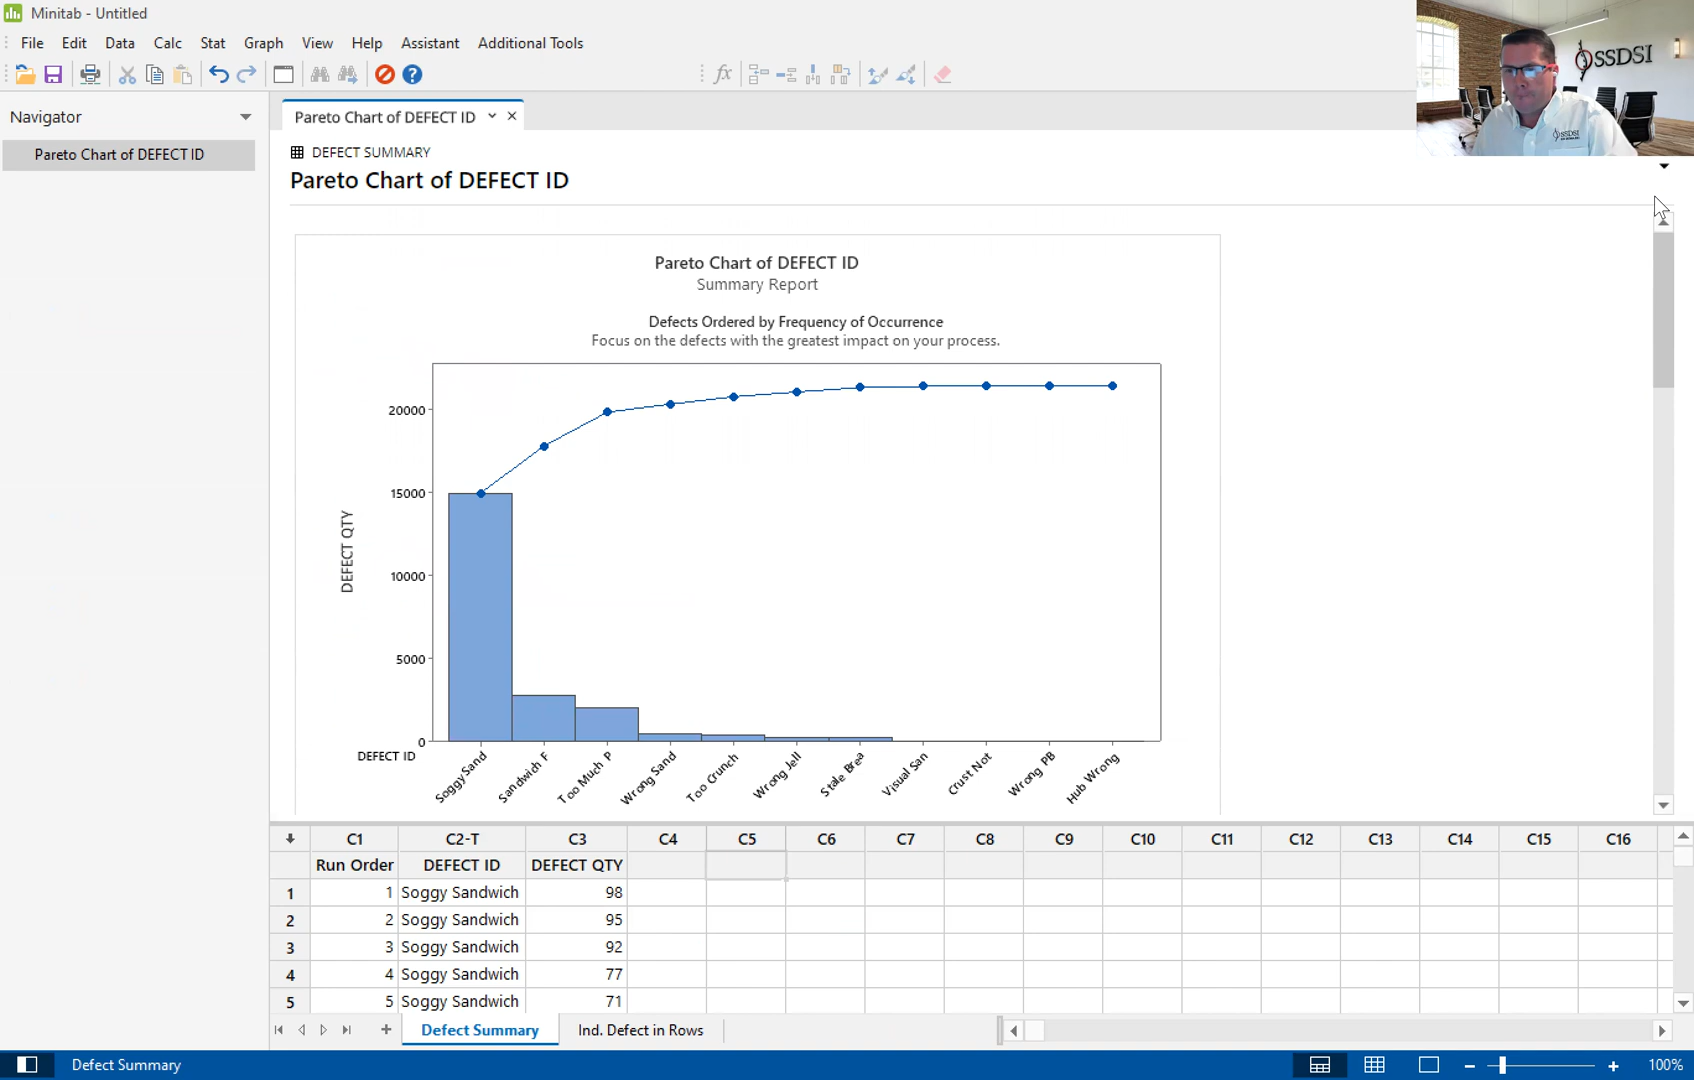 Minitab - Untitled
File Edit Data Calc Stat Graph View Help Assistant Additional Tools
SSDSI
SSDSI
Navigator
Pareto Chart of DEFECT ID
Pareto Chart of DEFECT ID
DEFECT SUMMARY
Pareto Chart of DEFECT ID
Pareto Chart of DEFECT ID
Summary Report
Defects Ordered by Frequency of Occurrence
Focus on the defects with the greatest impact on your process.
20000
15000
10000
5000
0
DEFECT QTY
DEFECT ID
Soggy Sand
Sandwich F
Too Much P
Wrong Sand
Too Crunch
Wrong Jell
Stale Brea
Visual San
Crust Not
Wrong PB
Hub Wrong
C1 C2-T C3 C4 C5 C6 C7 C8 C9 C10 C11 C12 C13 C14 C15 C16
Run Order DEFECT ID DEFECT QTY
1 1 Soggy Sandwich 98
2 2 Soggy Sandwich 95
3 3 Soggy Sandwich 92
4 4 Soggy Sandwich 77
5 5 Soggy Sandwich 71
Defect Summary Ind. Defect in Rows
Defect Summary 100%